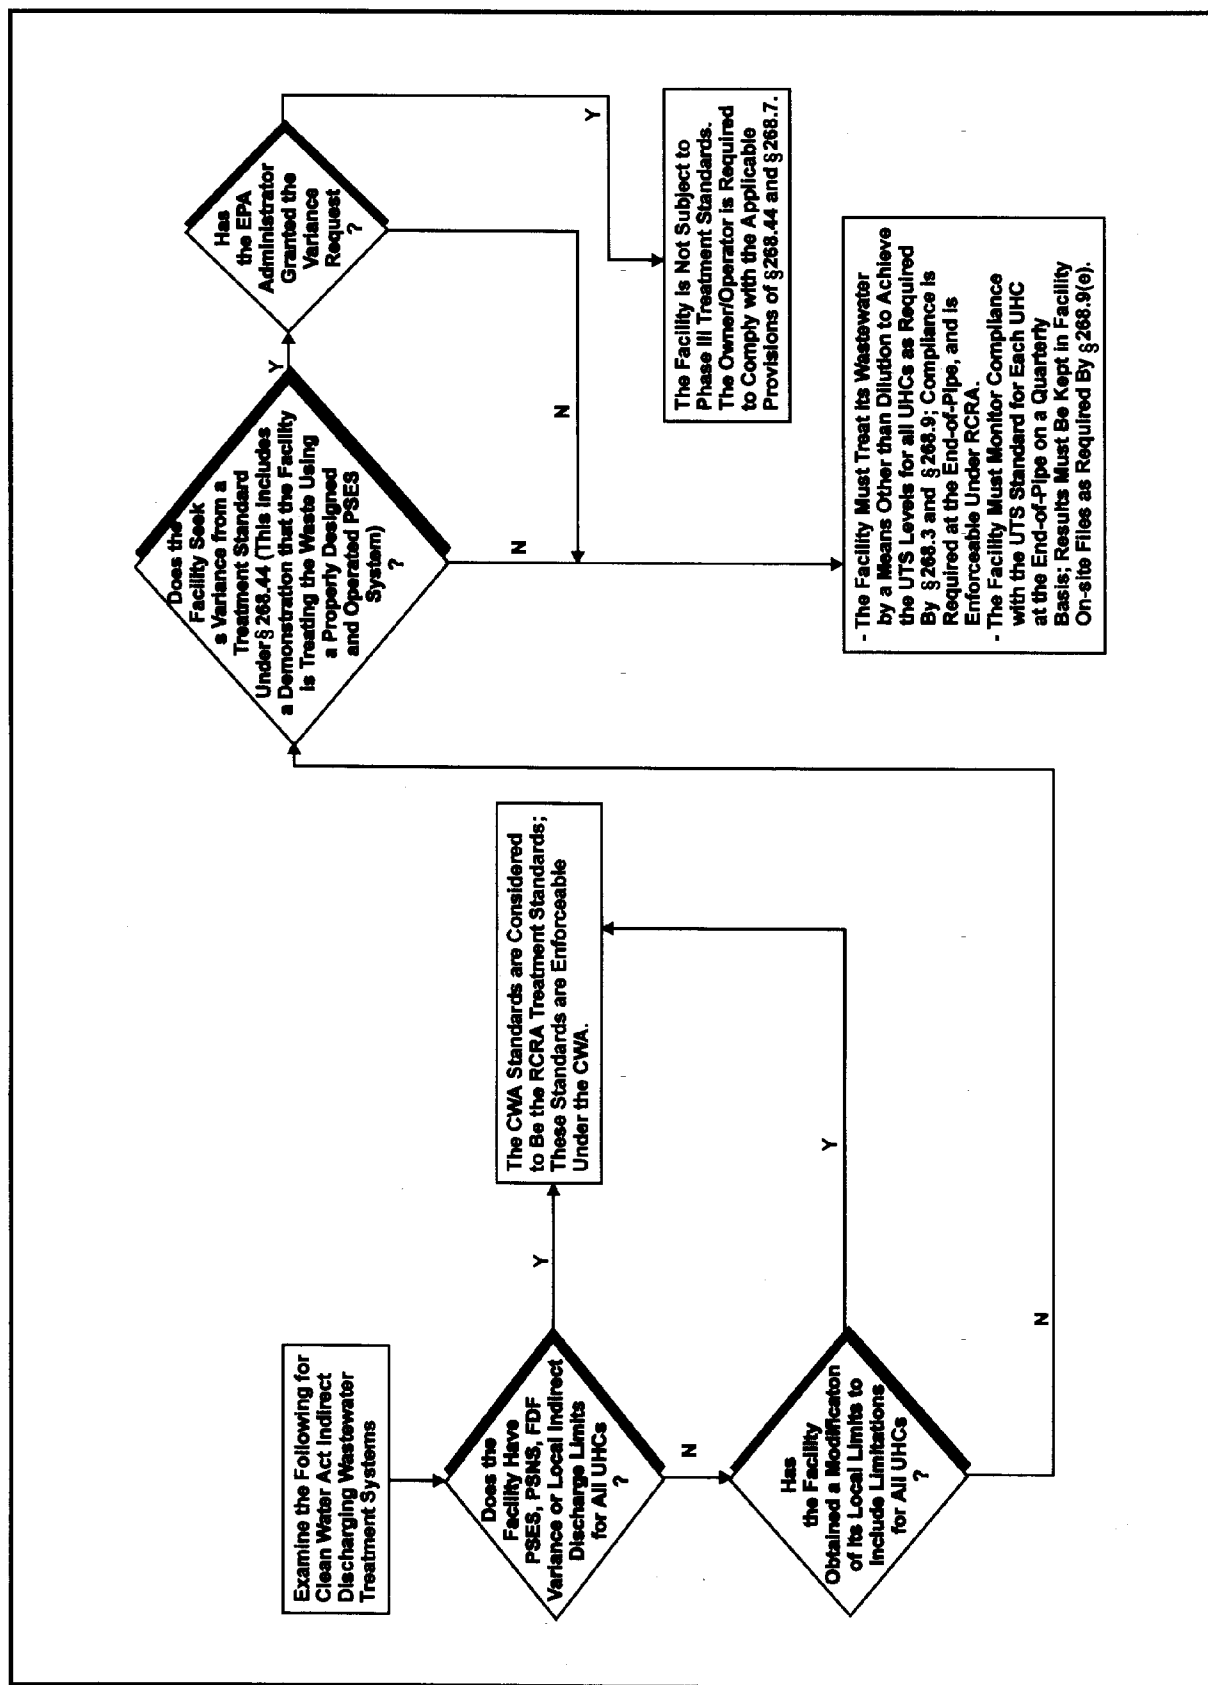 Examine the Following for
Clean Water Act Indirect
Discharging Wastewater
Treatment Systems
Does the
Facility Have
PSES, PSNS, FDF
Variance or Local Indirect
Discharge Limits
for All UHCs
?
Y
N
The CWA Standards are Considered
to Be the RCRA Treatment Standards;
These Standards are Enforceable
Under the CWA.
Has
the Facility
Obtained a Modificaton
of its Local Limits to
Include Limitations
for All UHCs
?
Y
N
Does the
Facility Seek
a Variance from a
Treatment Standard
Under §268.44 (This includes
a Demonstration that the Facility
is Treating the Waste Using
a Properly Designed
and Operated PSES
System)
?
Y
N
Has
the EPA
Administrator
Granted the
Variance
Request
?
Y
N
The Facility is Not Subject to
Phase III Treatment Standards.
The Owner/Operator is Required
to Comply with the Applicable
Provisions of §268.44 and §268.7.
- The Facility Must Treat its Wastewater
by a Means Other than Dilution to Achieve
the UTS Levels for all UHCs as Required
By §268.3 and §268.9; Compliance is
Required at the End-of-Pipe, and is
Enforceable Under RCRA.
- The Facility Must Monitor Compliance
with the UTS Standard for Each UHC
at the End-of-Pipe on a Quarterly
Basis; Results Must Be Kept in Facility
On-site Files as Required By §268.9(e).